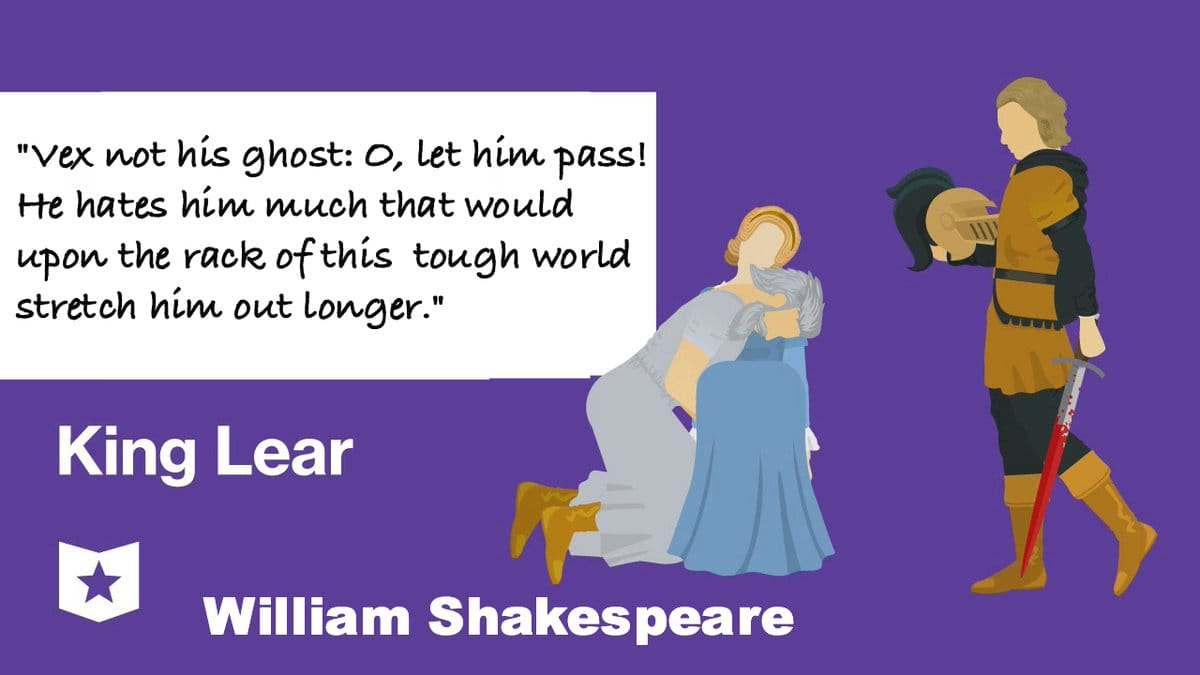 "Vex not his ghost: O, let him pass!
He hates him much that would
upon the rack of this tough world
stretch him out longer."
King Lear
William Shakespeare